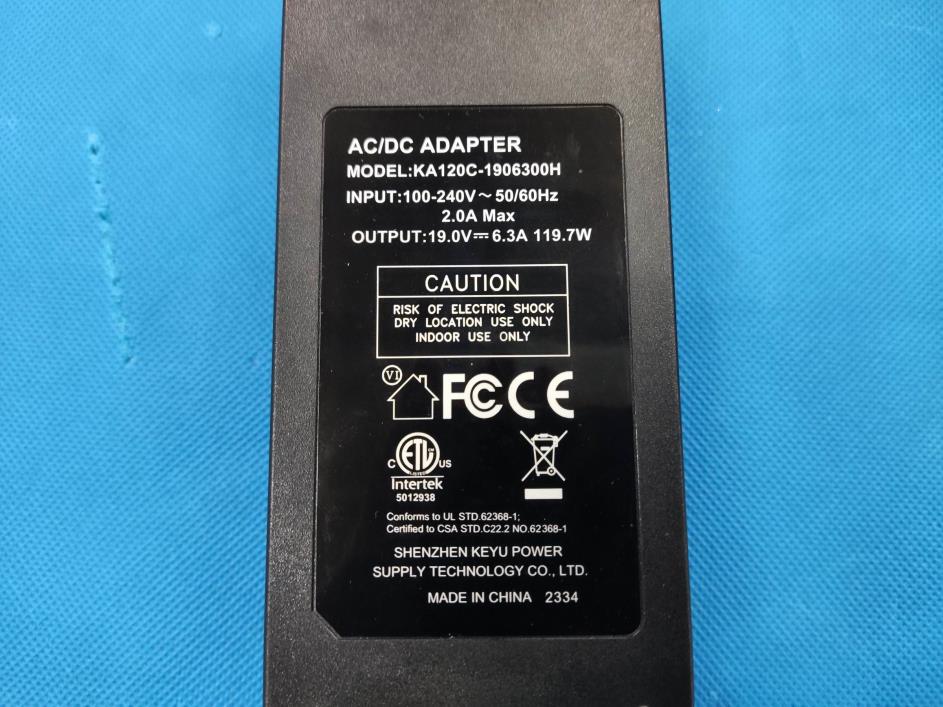 AC/DC ADAPTER
MODEL:KA120C-1906300H
INPUT:100-240V~ 50/60Hz
2.0A Max
OUTPUT:19.0V⎓ 6.3A 119.7W
CAUTION
RISK OF ELECTRIC SHOCK
DRY LOCATION USE ONLY
INDOOR USE ONLY
VI
FC CE
C ETL CM US
LISTED
Intertek
5012938
Conforms to UL STD.62368-1;
Certified to CSA STD.C22.2 NO.62368-1
SHENZHEN KEYU POWER
SUPPLY TECHNOLOGY CO., LTD.
MADE IN CHINA 2334